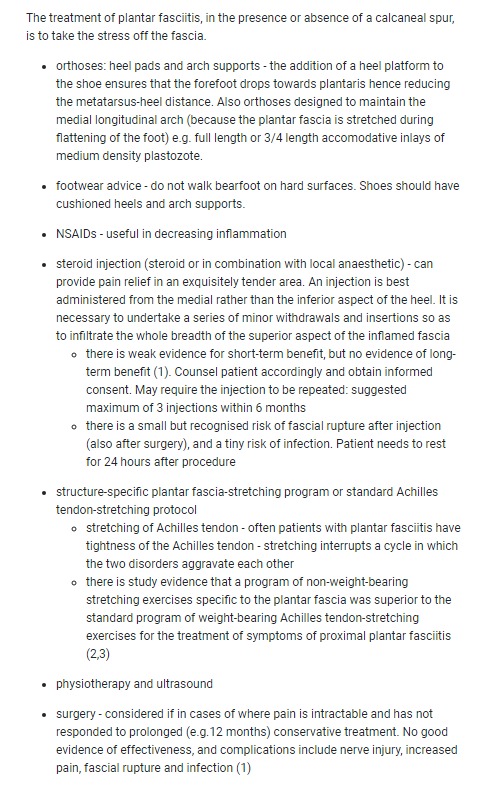 The treatment of plantar fasciitis, in the presence or absence of a calcaneal spur,
is to take the stress off the fascia.
• orthoses: heel pads and arch supports - the addition of a heel platform to
the shoe ensures that the forefoot drops towards plantaris hence reducing
the metatarsus-heel distance. Also orthoses designed to maintain the
medial longitudinal arch (because the plantar fascia is stretched during
flattening of the foot) e.g. full length or 3/4 length accomodative inlays of
medium density plastozote.
• footwear advice - do not walk bearfoot on hard surfaces. Shoes should have
cushioned heels and arch supports.
• NSAIDs - useful in decreasing inflammation
• steroid injection (steroid or in combination with local anaesthetic) - can
provide pain relief in an exquisitely tender area. An injection is best
administered from the medial rather than the inferior aspect of the heel. It is
necessary to undertake a series of minor withdrawals and insertions so as
to infiltrate the whole breadth of the superior aspect of the inflamed fascia
○ there is weak evidence for short-term benefit, but no evidence of long-
term benefit (1). Counsel patient accordingly and obtain informed
consent. May require the injection to be repeated: suggested
maximum of 3 injections within 6 months
○ there is a small but recognised risk of fascial rupture after injection
(also after surgery), and a tiny risk of infection. Patient needs to rest
for 24 hours after procedure
• structure-specific plantar fascia-stretching program or standard Achilles
tendon-stretching protocol
○ stretching of Achilles tendon - often patients with plantar fasciitis have
tightness of the Achilles tendon - stretching interrupts a cycle in which
the two disorders aggravate each other
○ there is study evidence that a program of non-weight-bearing
stretching exercises specific to the plantar fascia was superior to the
standard program of weight-bearing Achilles tendon-stretching
exercises for the treatment of symptoms of proximal plantar fasciitis
(2,3)
• physiotherapy and ultrasound
• surgery - considered if in cases of where pain is intractable and has not
responded to prolonged (e.g.12 months) conservative treatment. No good
evidence of effectiveness, and complications include nerve injury, increased
pain, fascial rupture and infection (1)